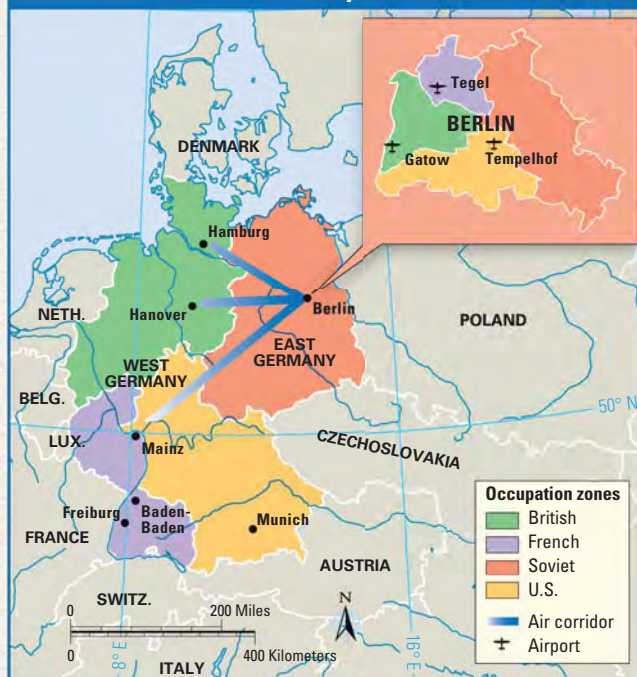 DENMARK
Hamburg
NETH.
Hanover
Berlin
POLAND
EAST
GERMANY
WEST
GERMANY
BELG.
50° N
LUX.
Mainz
CZECHOSLOVAKIA
Freiburg
Baden-
Baden
Munich
FRANCE
AUSTRIA
SWITZ.
ITALY
8° E
16° E
N
0 200 Miles
0 400 Kilometers
Tegel
BERLIN
Gatow
Tempelhof
Occupation zones
British
French
Soviet
U.S.
Air corridor
Airport